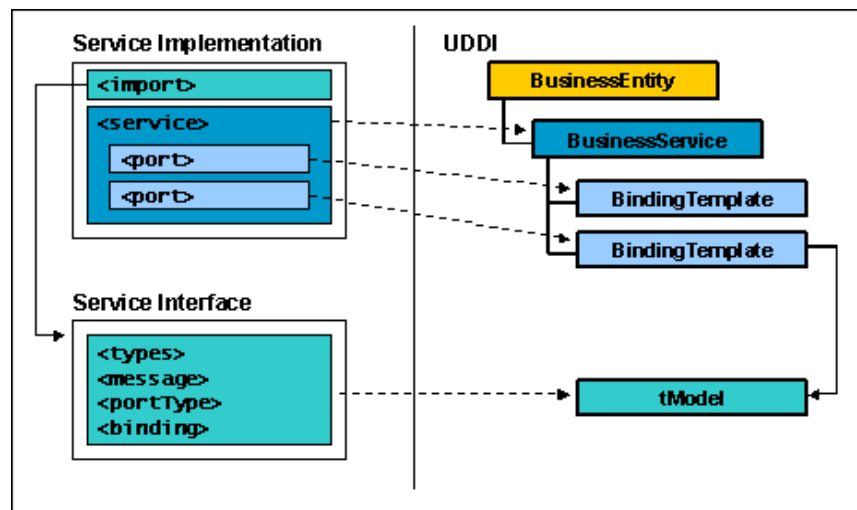 Service Implementation
<import>
<service>
<port>
<port>
Service Interface
<types>
<message>
<portType>
<binding>
UDDI
BusinessEntity
BusinessService
BindingTemplate
BindingTemplate
tModel